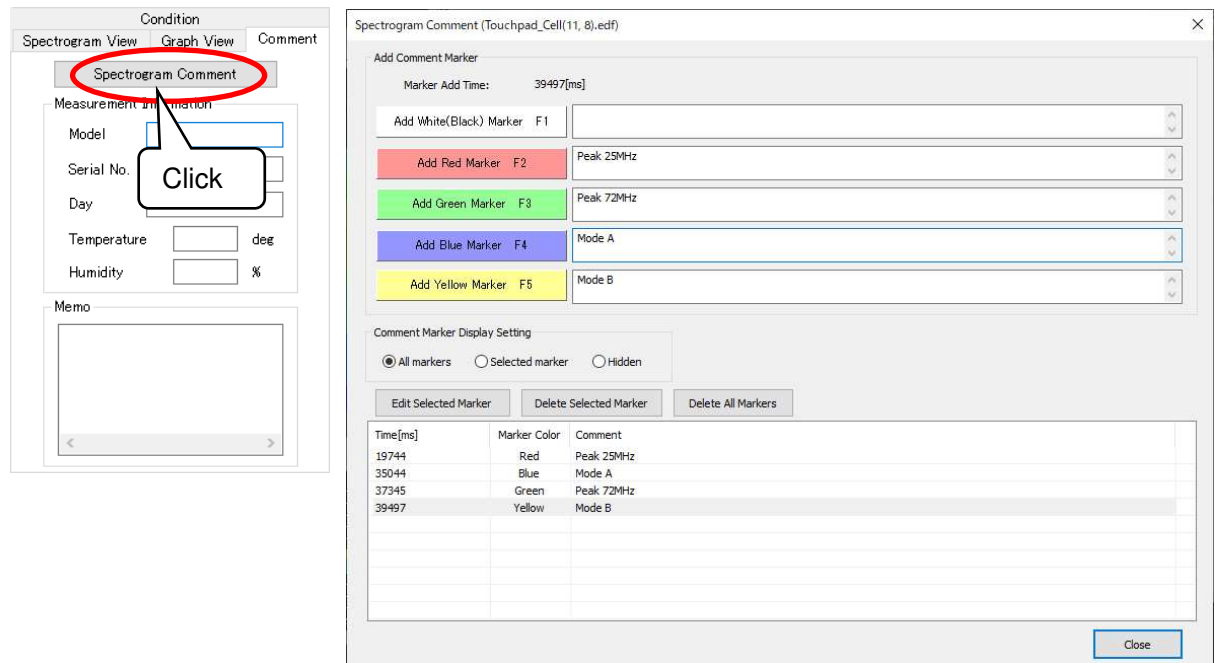 Condition
Spectrogram View Graph View Comment
Spectrogram Comment
Measurement Information
Model
Serial No.
Click
Day
Temperature deg
Humidity %
Memo
Spectrogram Comment (Touchpad_Cell(11, 8).edf)
Add Comment Marker
Marker Add Time: 39497[ms]
Add White(Black) Marker F1
Add Red Marker F2 Peak 25MHz
Add Green Marker F3 Peak 72MHz
Add Blue Marker F4 Mode A
Add Yellow Marker F5 Mode B
Comment Marker Display Setting
All markers Selected marker Hidden
Edit Selected Marker Delete Selected Marker Delete All Markers
Time[ms] Marker Color Comment
19744 Red Peak 25MHz
35044 Blue Mode A
37345 Green Peak 72MHz
39497 Yellow Mode B
Close